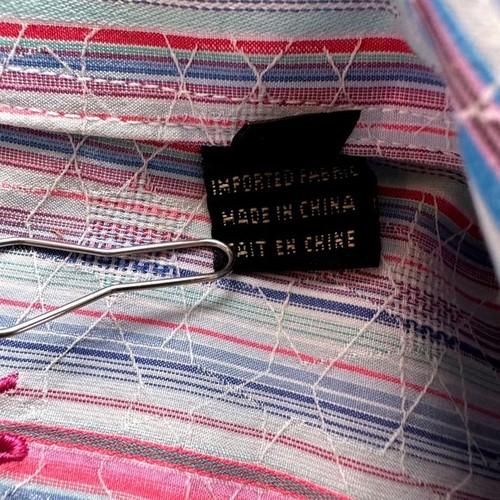 IMPORTED FABRIC
MADE IN CHINA
FAIT EN CHINE